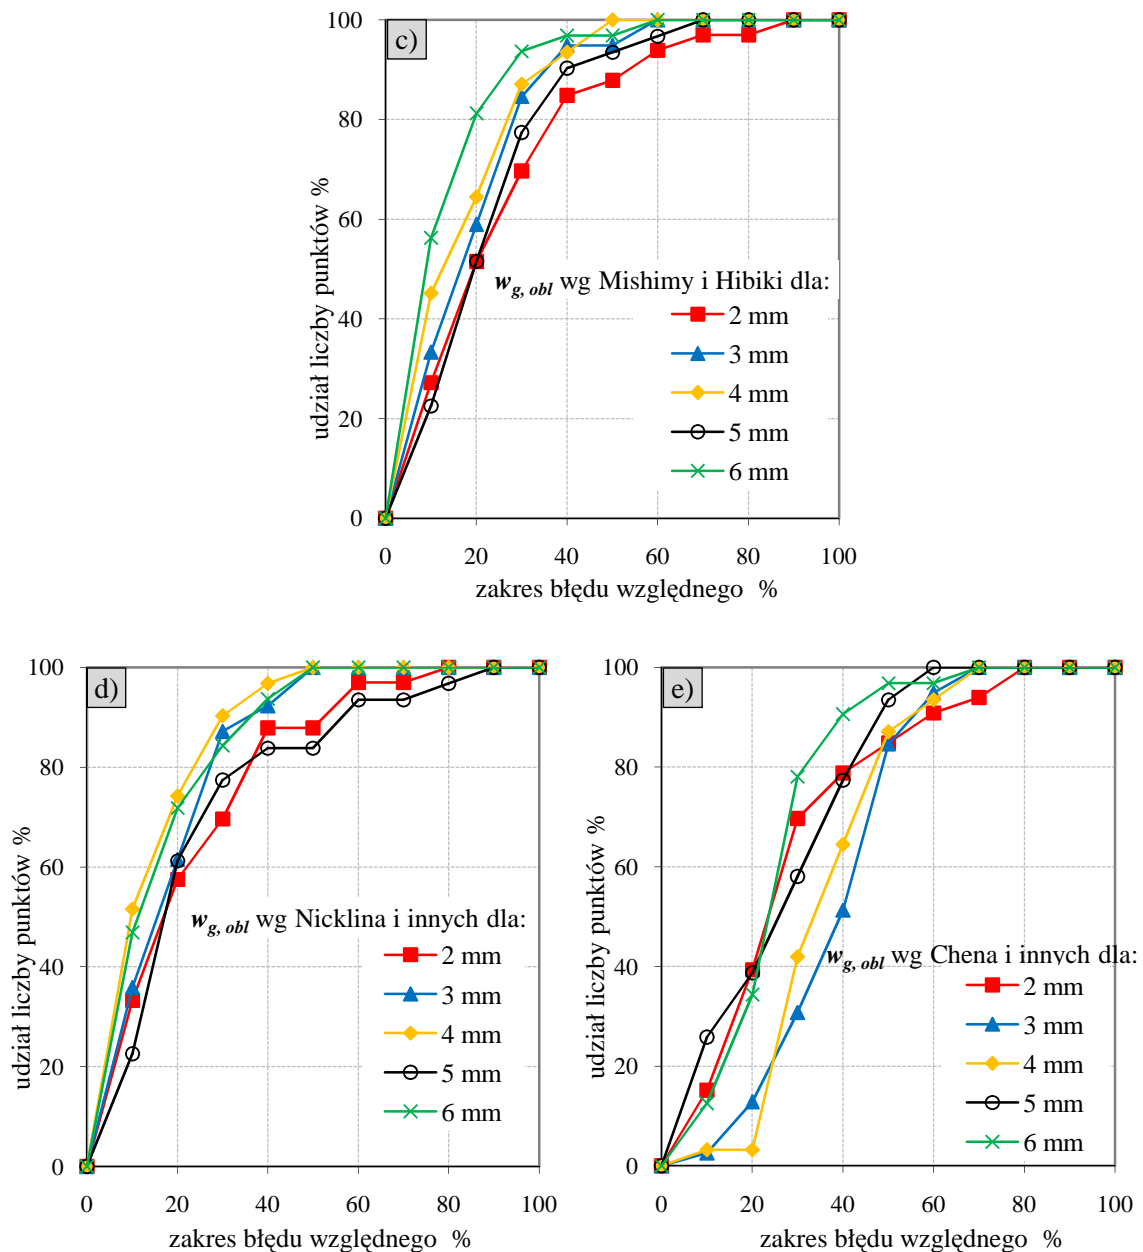 c)
100
80
60
40
20
0
udział liczby punktów %
w_g, obl wg Mishimy i Hibiki dla:
2 mm
3 mm
4 mm
5 mm
6 mm
0 20 40 60 80 100
zakres błędu względnego %
d)
100
80
60
40
20
0
udział liczby punktów %
w_g, obl wg Nicklina i innych dla:
2 mm
3 mm
4 mm
5 mm
6 mm
0 20 40 60 80 100
zakres błędu względnego %
e)
100
80
60
40
20
0
udział liczby punktów %
w_g, obl wg Chena i innych dla:
2 mm
3 mm
4 mm
5 mm
6 mm
0 20 40 60 80 100
zakres błędu względnego %